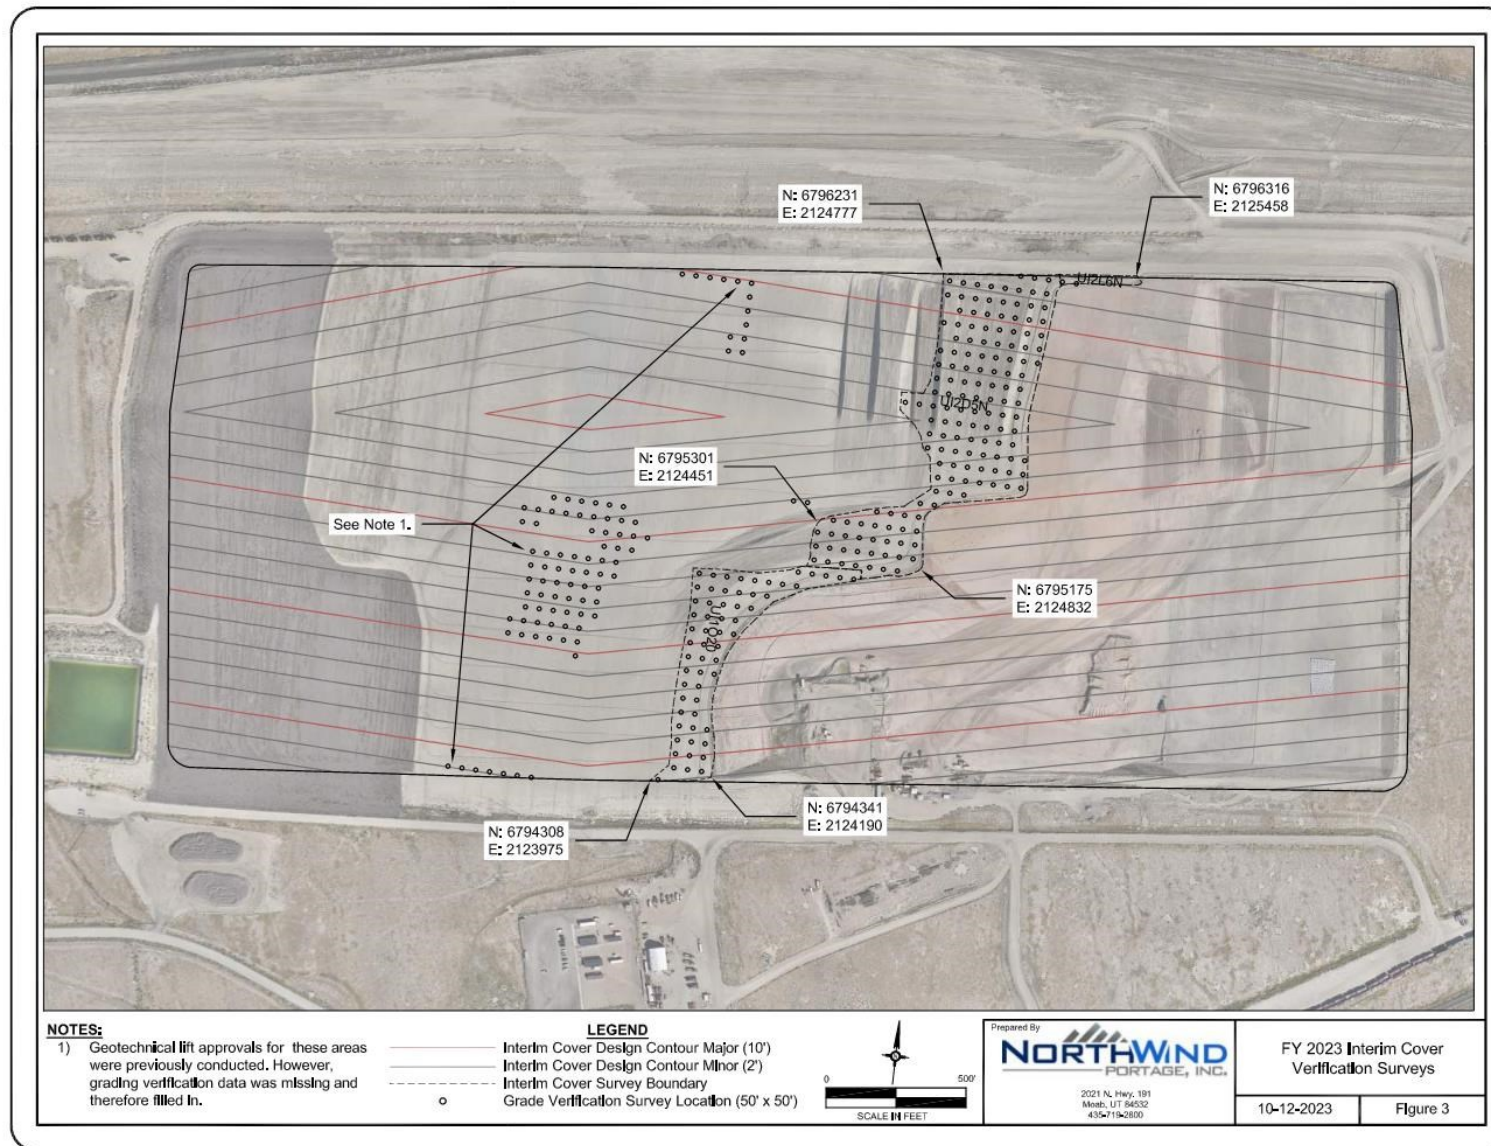 N: 6796231
E: 2124777
N: 6796316
E: 2125458
UI2L6N
UI2D5N
N: 6795301
E: 2124451
See Note 1.
N: 6795175
E: 2124832
N: 6794341
E: 2124190
N: 6794308
E: 2123975
NOTES:
1) Geotechnical lift approvals for these areas
were previously conducted. However,
grading verification data was missing and
therefore filled in.
LEGEND
Interim Cover Design Contour Major (10')
Interim Cover Design Contour Minor (2')
Interim Cover Survey Boundary
Grade Verification Survey Location (50' x 50')
0 500'
SCALE IN FEET
Prepared By
NORTHWIND
PORTAGE, INC.
2021 N. Hwy. 191
Moab, UT 84532
435-719-2800
FY 2023 Interim Cover
Verification Surveys
10-12-2023
Figure 3